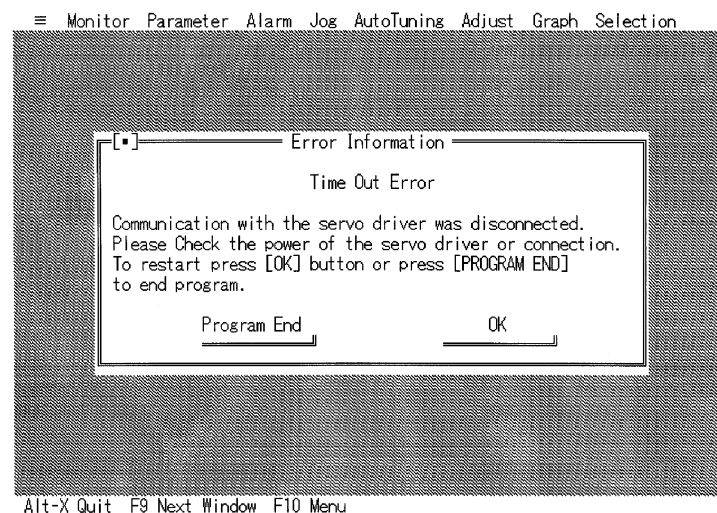 ≡ Monitor Parameter Alarm Jog AutoTuning Adjust Graph Selection
[▪] Error Information
Time Out Error
Communication with the servo driver was disconnected.
Please Check the power of the servo driver or connection.
To restart press [OK] button or press [PROGRAM END]
to end program.
Program End OK
Alt-X Quit F9 Next Window F10 Menu